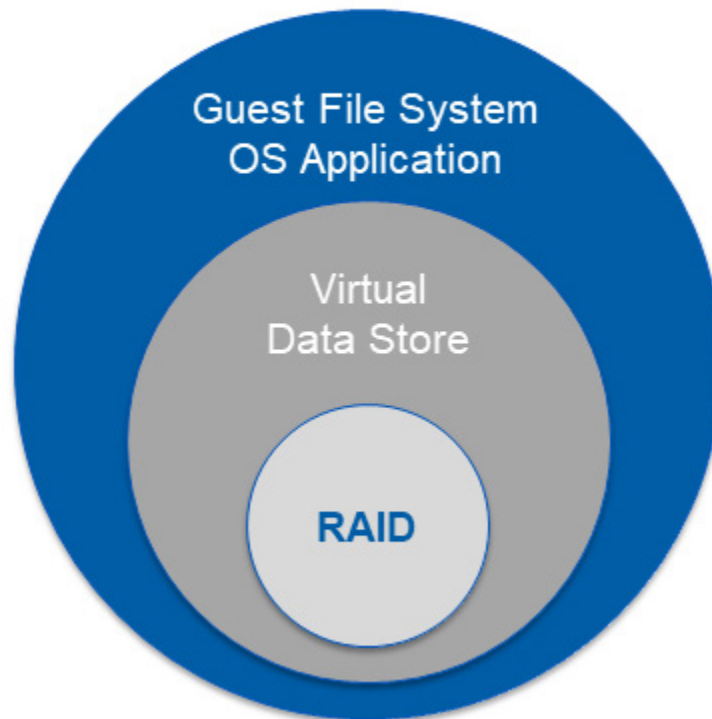 Guest File System
OS Application
Virtual
Data Store
RAID